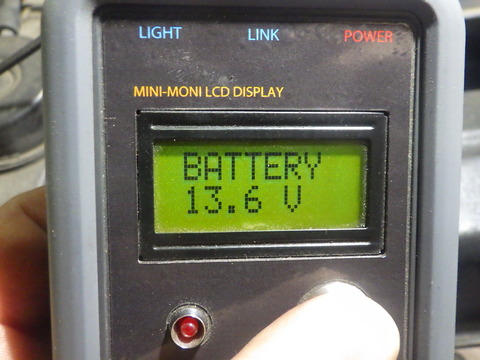 LIGHT LINK POWER
MINI-MONI LCD DISPLAY
BATTERY
13.6 V